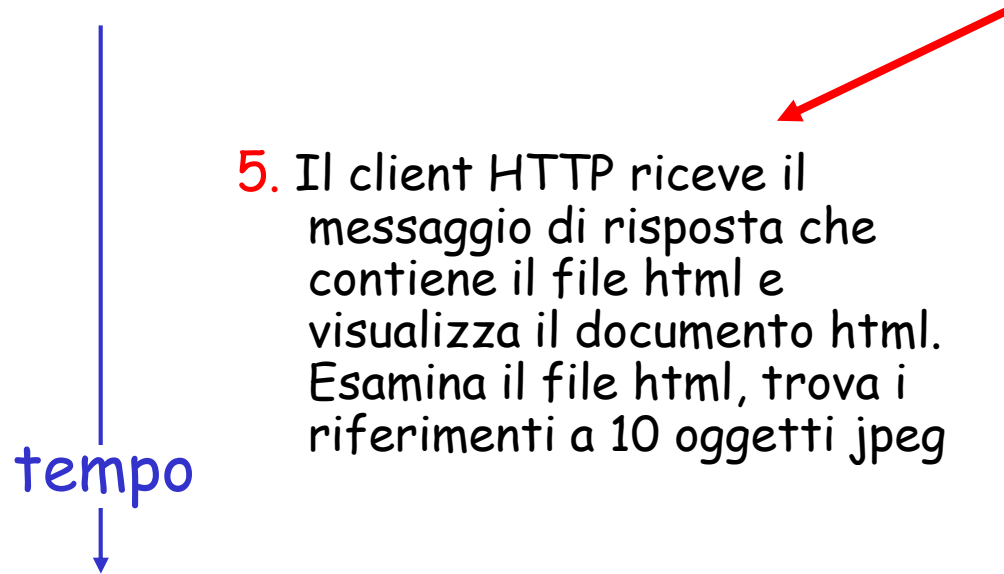 5. Il client HTTP riceve il
messaggio di risposta che
contiene il file html e
visualizza il documento html.
Esamina il file html, trova i
riferimenti a 10 oggetti jpeg
tempo